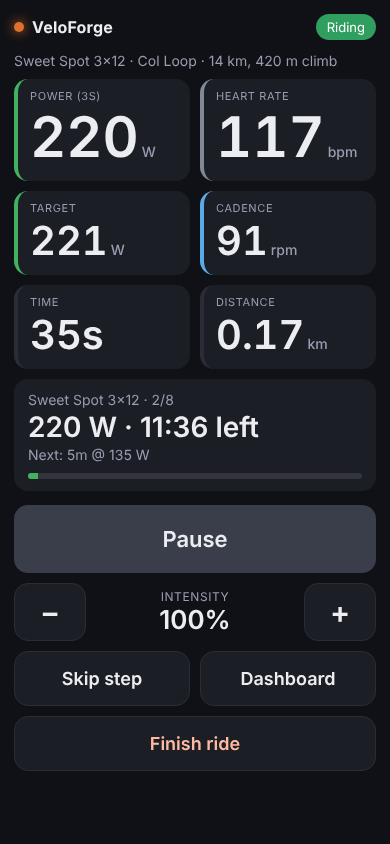 VeloForge
Riding
Sweet Spot 3×12 · Col Loop · 14 km, 420 m climb
POWER (3S)
220 W
HEART RATE
117 bpm
TARGET
221 W
CADENCE
91 rpm
TIME
35s
DISTANCE
0.17 km
Sweet Spot 3×12 · 2/8
220 W · 11:36 left
Next: 5m @ 135 W
Pause
−
INTENSITY
100%
+
Skip step
Dashboard
Finish ride